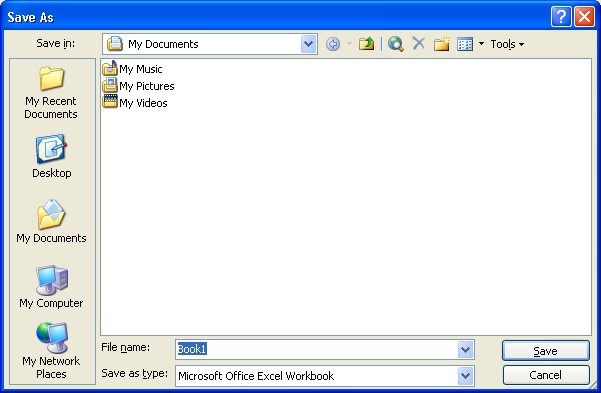 Save As
Save in: My Documents Tools
My Music
My Pictures
My Videos
My Recent
Documents
Desktop
My Documents
My Computer
My Network
Places
File name: Book1 Save
Save as type: Microsoft Office Excel Workbook Cancel